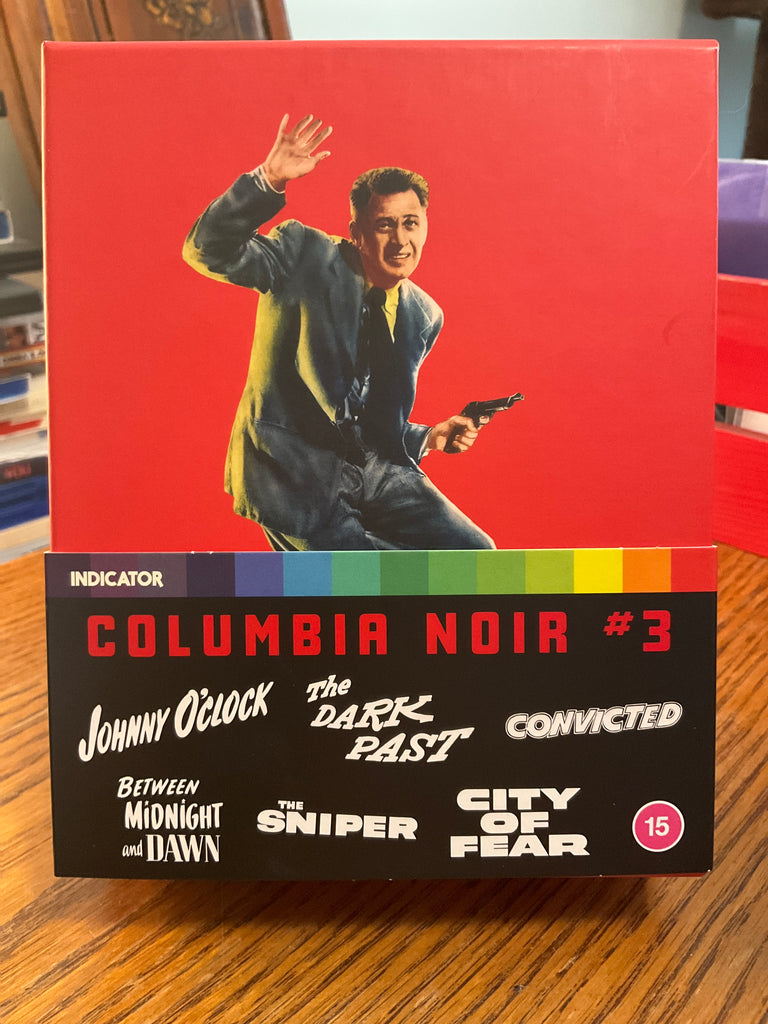 INDICATOR
COLUMBIA NOIR #3
JOHNNY O'CLOCK
The
DARK
PAST
CONVICTED
BETWEEN
MiDNiGHT
and DAWN
THE
SNIPER
CITY
OF
FEAR
15